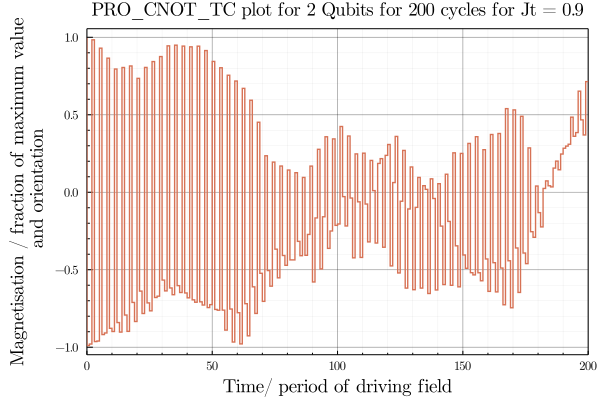 PRO_CNOT_TC plot for 2 Qubits for 200 cycles for Jt = 0.9
Magnetisation / fraction of maximum value
and orientation
1.0
0.5
0.0
−0.5
−1.0
0
50
100
150
200
Time/ period of driving field